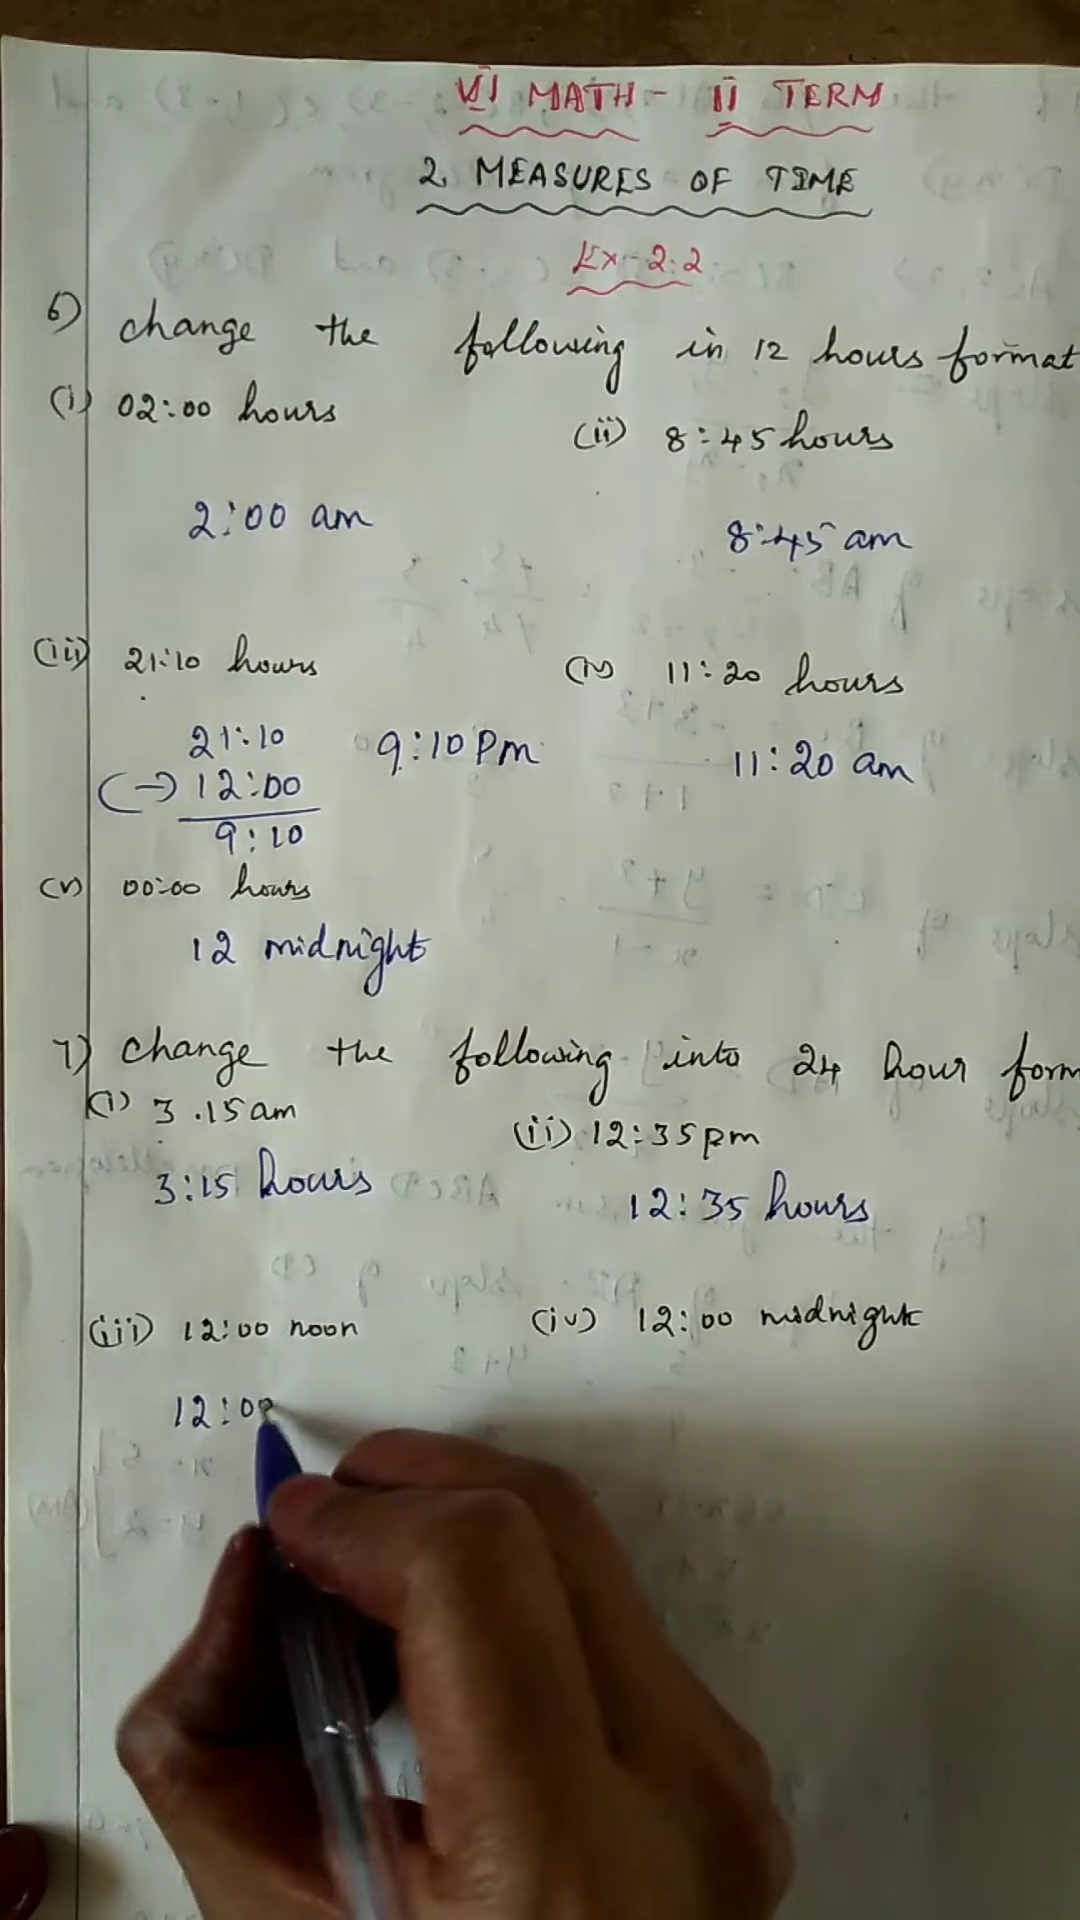 VI MATH - II TERM
2. MEASURES OF TIME
Ex-2.2
6) change the following in 12 hours format
(i) 02:00 hours
(ii) 8:45 hours
2:00 am
8:45 am
(iii) 21:10 hours
(iv) 11:20 hours
21:10
(-) 12:00
9:10
9:10 Pm
11:20 am
(v) 00:00 hours
12 midnight
7) change the following into 24 hour form
(i) 3.15 am
(ii) 12:35 pm
3:15 hours
12:35 hours
(iii) 12:00 noon
(iv) 12:00 midnight
12:00